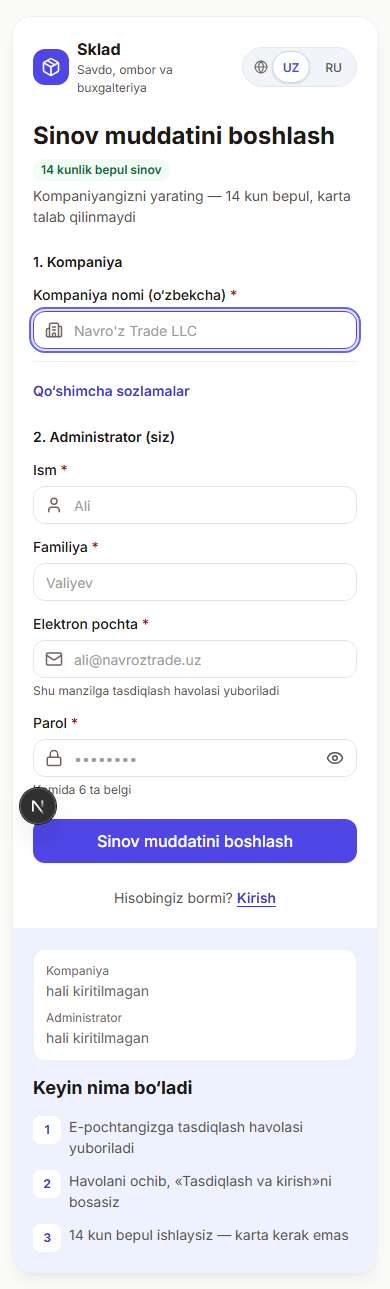 Sklad
Savdo, ombor va
buxgalteriya
UZ
RU
Sinov muddatini boshlash
14 kunlik bepul sinov
Kompaniyangizni yarating — 14 kun bepul, karta
talab qilinmaydi
1. Kompaniya
Kompaniya nomi (oʻzbekcha) *
Navro'z Trade LLC
Qoʻshimcha sozlamalar
2. Administrator (siz)
Ism *
Ali
Familiya *
Valiyev
Elektron pochta *
ali@navroztrade.uz
Shu manzilga tasdiqlash havolasi yuboriladi
Parol *
••••••••
6 ta belgi
N
Sinov muddatini boshlash
Hisobingiz bormi? Kirish
Kompaniya
hali kiritilmagan
Administrator
hali kiritilmagan
Keyin nima boʻladi
1 E-pochtangizga tasdiqlash havolasi
yuboriladi
2 Havolani ochib, «Tasdiqlash va kirish»ni
bosasiz
3 14 kun bepul ishlaysiz — karta kerak emas